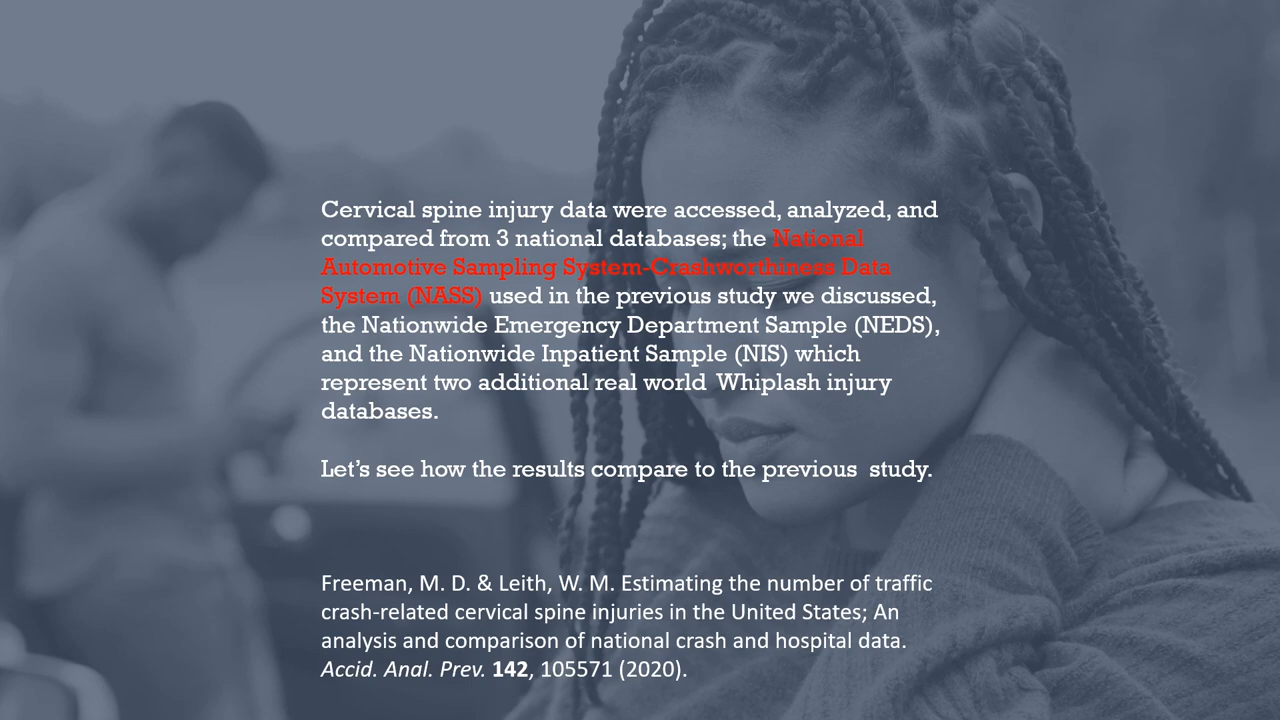 Cervical spine injury data were accessed, analyzed, and
compared from 3 national databases; the National
Automotive Sampling System-Crashworthiness Data
System (NASS) used in the previous study we discussed,
the Nationwide Emergency Department Sample (NEDS),
and the Nationwide Inpatient Sample (NIS) which
represent two additional real world  Whiplash injury
databases.
Let's see how the results compare to the previous  study.
Freeman, M. D. & Leith, W. M. Estimating the number of traffic
crash-related cervical spine injuries in the United States; An
analysis and comparison of national crash and hospital data.
Accid. Anal. Prev. 142, 105571 (2020).